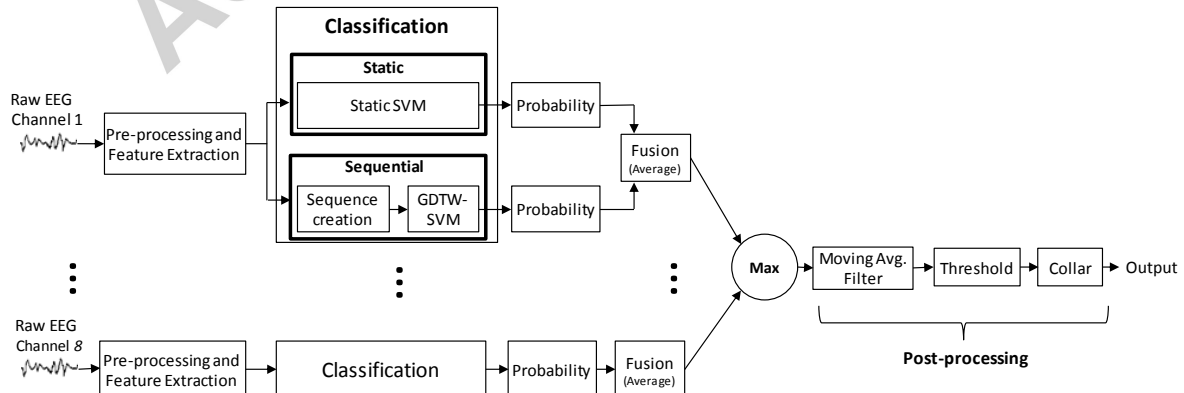 Classification
Static
Static SVM
Raw EEG
Channel 1
Pre-processing and
Feature Extraction
Probability
Fusion
(Average)
Sequential
Sequence
creation
GDTW-
SVM
Probability
Max
Moving Avg.
Filter
Threshold
Collar
Output
Post-processing
Raw EEG
Channel 8
Pre-processing and
Feature Extraction
Classification
Probability
Fusion
(Average)